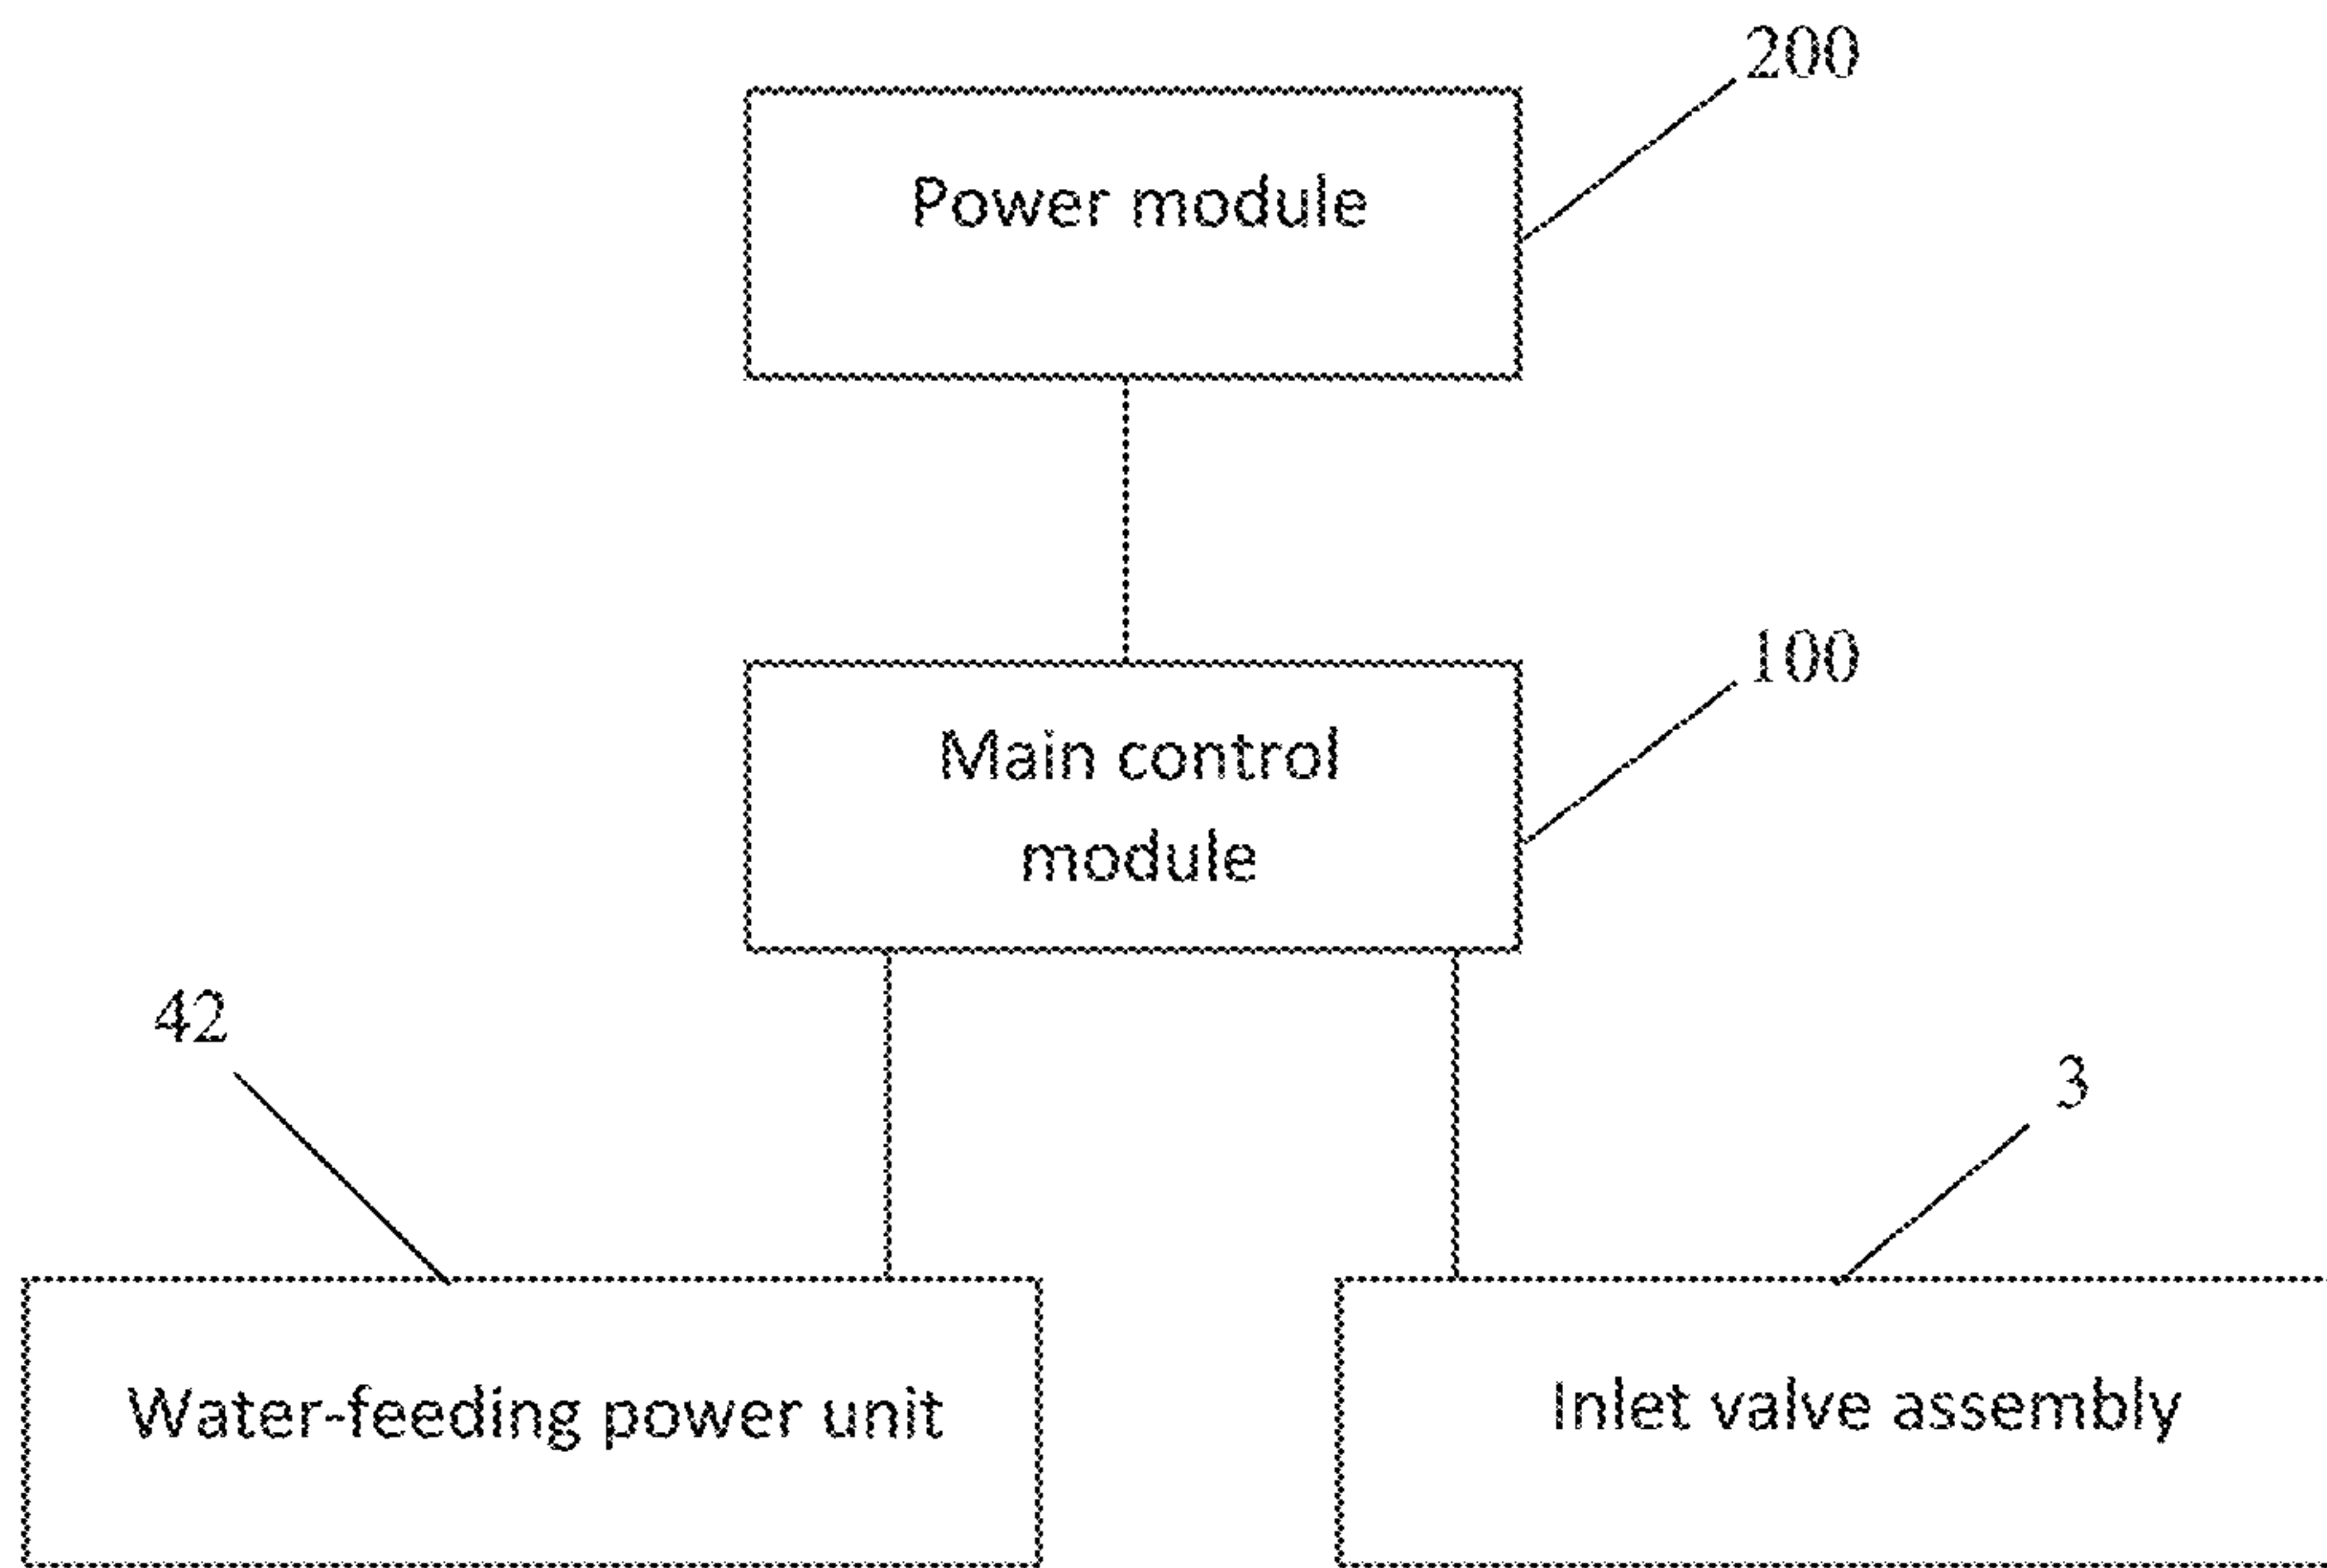 200
Power module
100
Main control
module
42
3
Water-feeding power unit
Inlet valve assembly